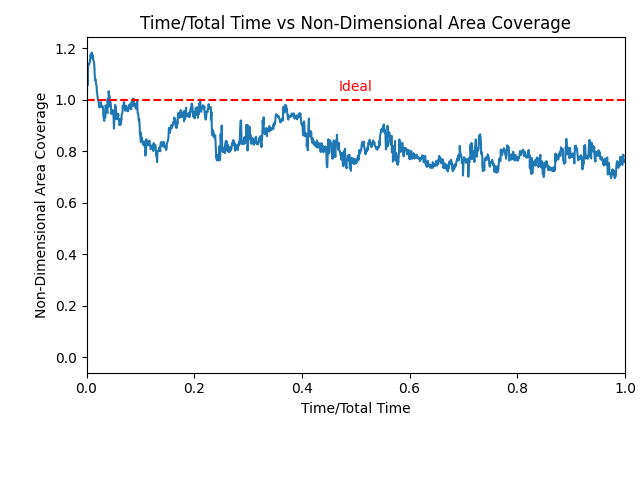 Time/Total Time vs Non-Dimensional Area Coverage
1.2
1.0
0.8
0.6
0.4
0.2
0.0
Non-Dimensional Area Coverage
Ideal
0.0 0.2 0.4 0.6 0.8 1.0
Time/Total Time